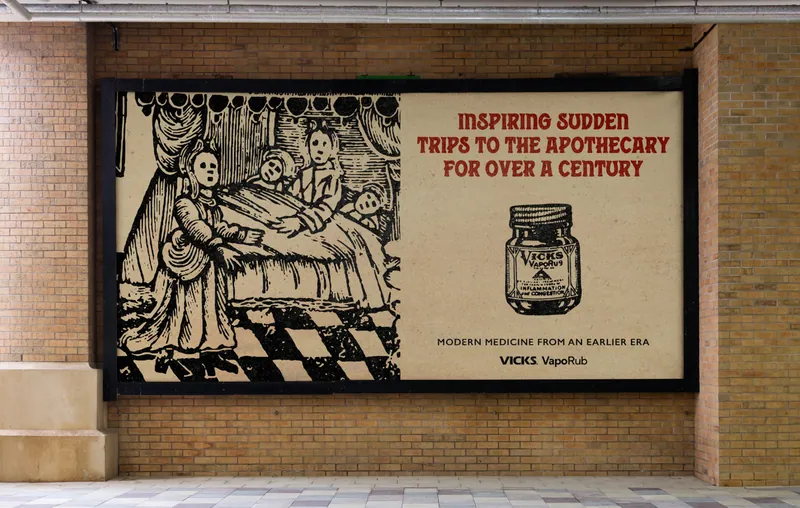 INSPIRING SUDDEN
TRIPS TO THE APOTHECARY
FOR OVER A CENTURY
VICKS
VAPORUB
INFLAMMATION
AND CONGESTION
MODERN MEDICINE FROM AN EARLIER ERA
VICKS. VapoRub